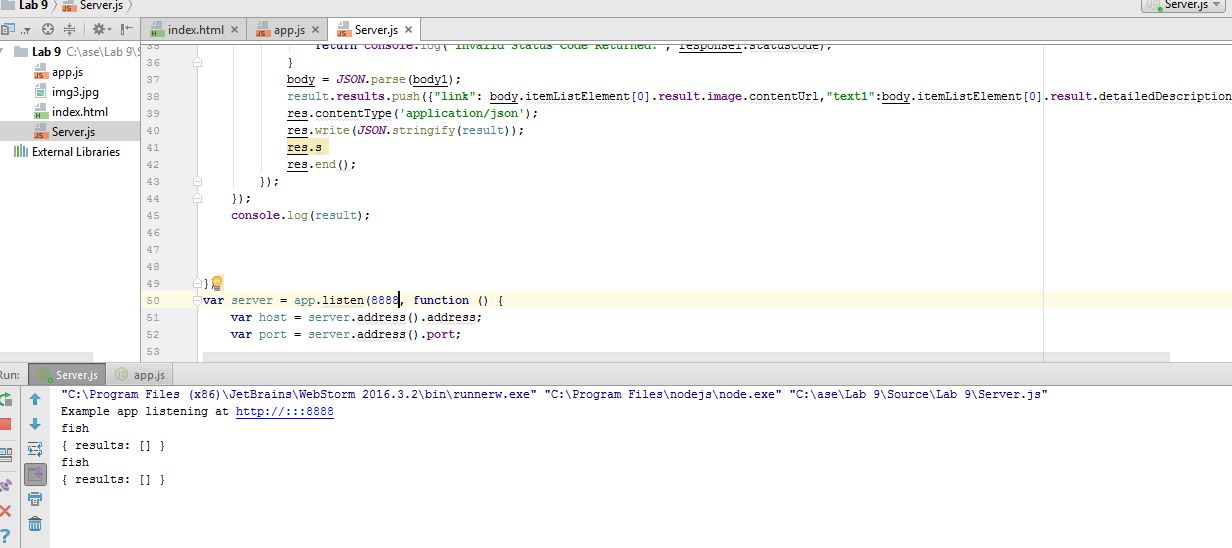 Lab 9 Server.js Server.js
index.html app.js Server.js
Lab 9 C:\ase\Lab 9\S
app.js
img3.jpg
index.html
Server.js
External Libraries
35 return console.log("Invalid Status Code Returned:", response1.statusCode);
36 }
37 body = JSON.parse(body1);
38 result.results.push({"link": body.itemListElement[0].result.image.contentUrl,"text1":body.itemListElement[0].result.detailedDescription
39 res.contentType('application/json');
40 res.write(JSON.stringify(result));
41 res.s
42 res.end();
43 });
44 });
45 console.log(result);
46
47
48
49 })
50 var server = app.listen(8888, function () {
51 var host = server.address().address;
52 var port = server.address().port;
53
Run: Server.js app.js
"C:\Program Files (x86)\JetBrains\WebStorm 2016.3.2\bin\runnerw.exe" "C:\Program Files\nodejs\node.exe" "C:\ase\Lab 9\Source\Lab 9\Server.js"
Example app listening at http://:::8888
fish
{ results: [] }
fish
{ results: [] }